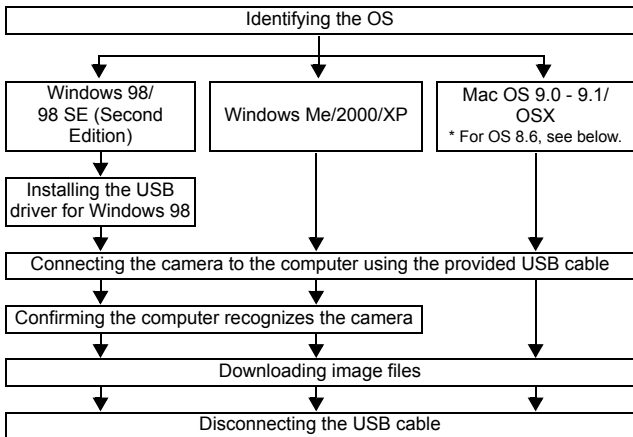 Identifying the OS
Windows 98/
98 SE (Second
Edition)
Windows Me/2000/XP
Mac OS 9.0 - 9.1/
OSX
* For OS 8.6, see below.
Installing the USB
driver for Windows 98
Connecting the camera to the computer using the provided USB cable
Confirming the computer recognizes the camera
Downloading image files
Disconnecting the USB cable